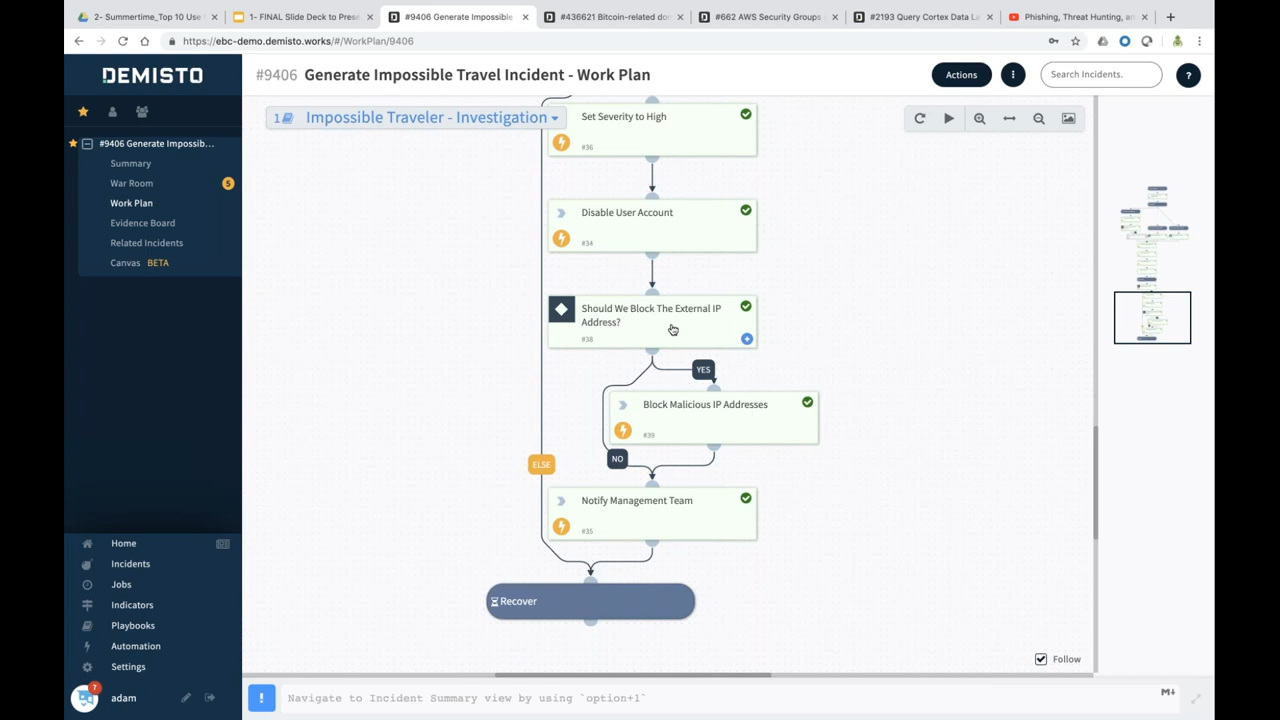 2- Summertime_Top 10 Use
1- FINAL Slide Deck to Prese
#9406 Generate Impossible
#436621 Bitcoin-related do
#662 AWS Security Groups
#2193 Query Cortex Data La
Phishing, Threat Hunting, an
https://ebc-demo.demisto.works/#/WorkPlan/9406
DEMISTO
#9406 Generate Impossible Travel Incident - Work Plan
Actions
Search Incidents.
?
#9406 Generate Impossib...
Summary
War Room
5
Work Plan
Evidence Board
Related Incidents
Canvas BETA
Home
Incidents
Jobs
Indicators
Playbooks
Automation
Settings
7
adam
1 Impossible Traveler - Investigation
Set Severity to High
#36
Disable User Account
#34
Should We Block The External IP
Address?
#38
YES
Block Malicious IP Addresses
#39
NO
ELSE
Notify Management Team
#35
Recover
Follow
! Navigate to Incident Summary view by using `option+1`
M↓